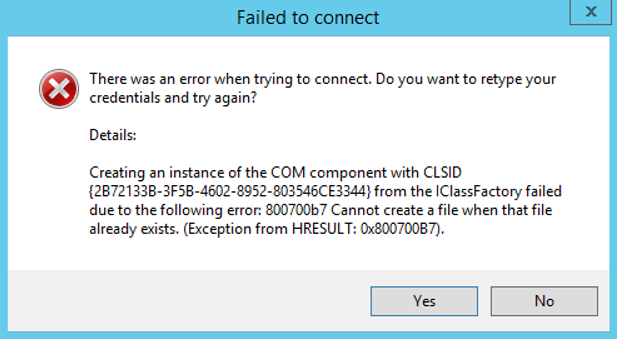 Failed to connect
x
There was an error when trying to connect. Do you want to retype your
credentials and try again?
Details:
Creating an instance of the COM component with CLSID
{2B72133B-3F5B-4602-8952-803546CE3344} from the IClassFactory failed
due to the following error: 800700b7 Cannot create a file when that file
already exists. (Exception from HRESULT: 0x800700B7).
Yes
No